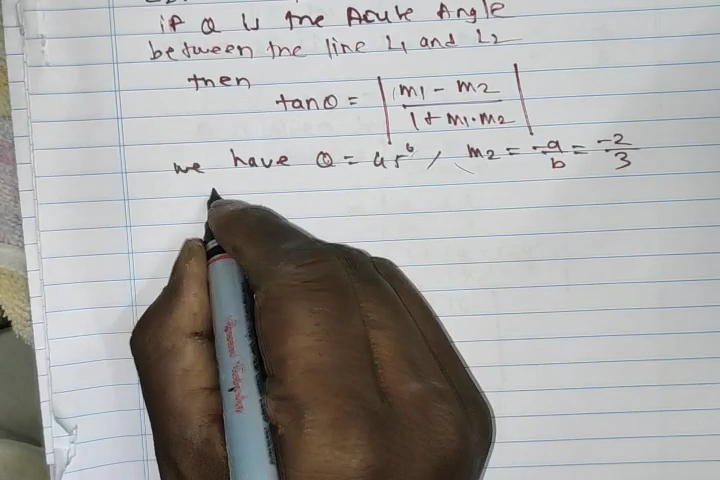 if θ is the Acute Angle
between the line L1 and L2
then
tanθ = | m1 - m2 / 1 + m1.m2 |
we have θ = 45°, m2 = -a/b = -2/3